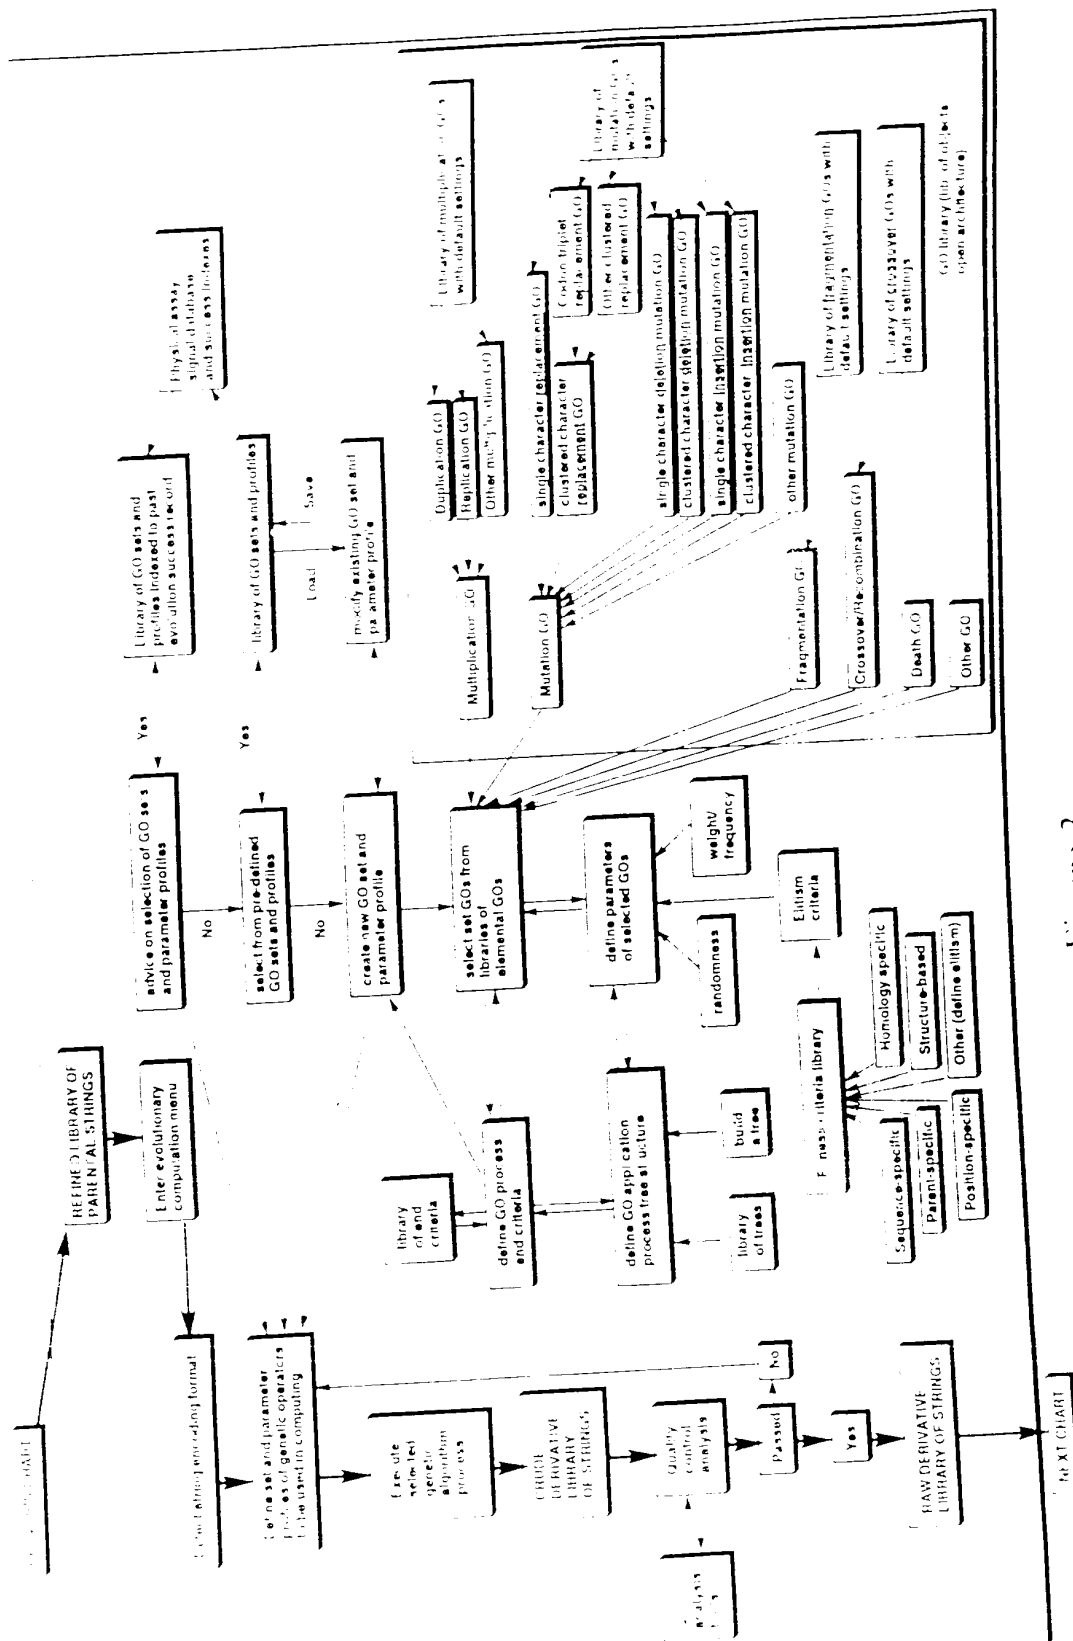 REFINED LIBRARY OF
PARENTAL STRINGS
Enter evolutionary
computation menu
string encoding format
set and parameter
of genetic operators
be used in computing
Execute
selected
genetic
algorithm
process
CRUDE
DERIVATIVE
LIBRARY
OF STRINGS
Quality
control
analysis
analysis
Passed
No
Yes
RAW DERIVATIVE
LIBRARY OF STRINGS
NEXT CHART
library
of end
criteria
define GO process
end criteria
define GO application
process tree structure
library
of trees
build
a tree
criteria library
Sequence-specific
Parent-specific
Position-specific
Homology specific
Structure-based
Other (define elitism)
advice on selection of GO sets
and parameter profiles
Yes
No
select from pre-defined
GO sets and profiles
Yes
No
create new GO set and
parameter profile
select set GOs from
libraries of
elemental GOs
define parameters
of selected GOs
randomness
weight/
frequency
Elitism
criteria
Library of GO sets and
profiles indexed to past
evolution success record
Physical assay
signal database
and success indexes
library of GO sets and profiles
Load
Save
modify existing GO set and
parameter profile
Multiplication GO
Duplication GO
Replication GO
Other multiplication GO
Library of multiplication GOs
with default settings
Mutation GO
single character replacement GO
clustered character
replacement GO
Codon triplet
replacement GO
Other clustered
replacement GO
Library of
mutation GOs
with default
settings
single character deletion mutation GO
clustered character deletion mutation GO
single character Insertion mutation GO
clustered character Insertion mutation GO
other mutation GO
Fragmentation GO
Crossover/Recombination GO
Death GO
Other GO
Library of fragmentation GOs with
default settings
Library of crossover GOs with
default settings
GO library (lib. of objects
open architecture)